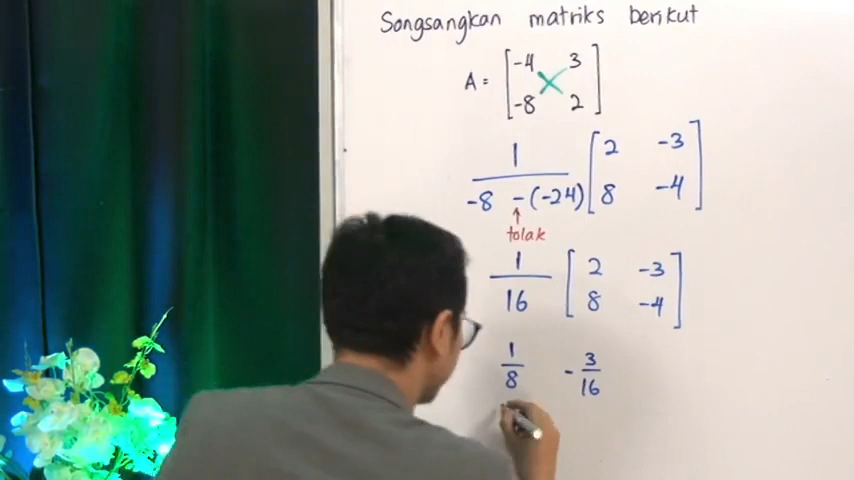 Songsangkan matriks berikut
A = [-4 3
-8 2]
1
-8 -(-24) [2 -3
8 -4]
↑
tolak
1
16 [2 -3
8 -4]
1/8 -3/16